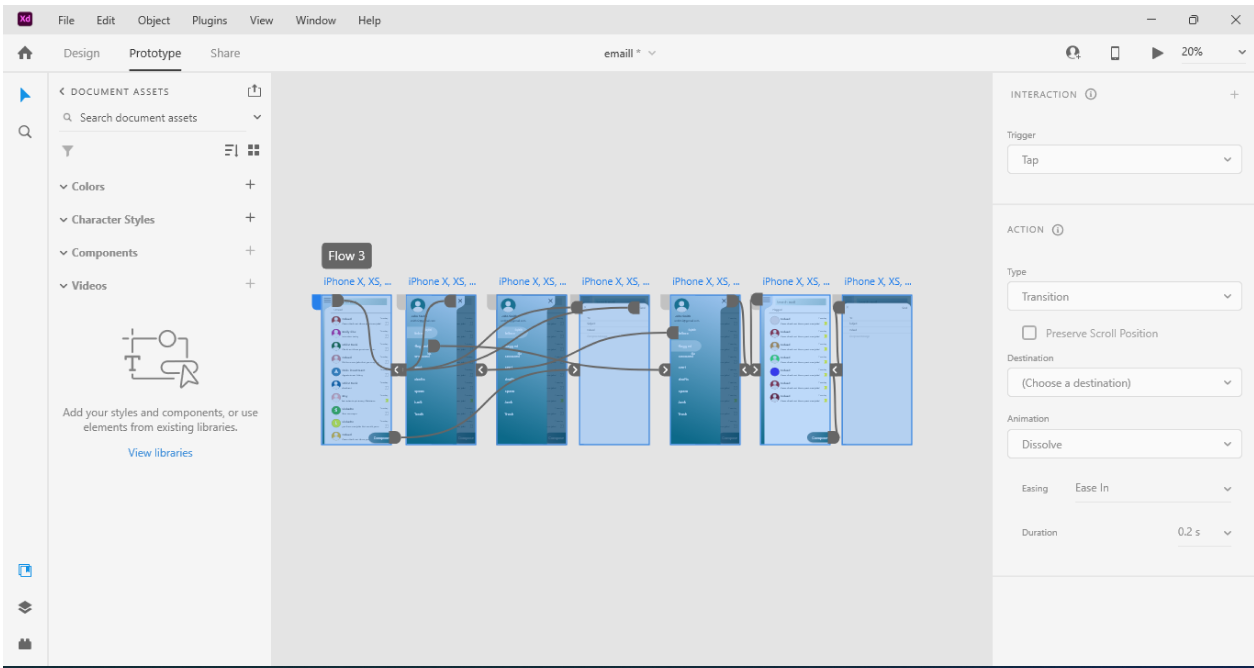 Xd File Edit Object Plugins View Window Help
Design Prototype Share emaill * 20%
DOCUMENT ASSETS
Search document assets
Colors
Character Styles
Components
Videos
T
Add your styles and components, or use
elements from existing libraries.
View libraries
Flow 3
iPhone X, XS, ... iPhone X, XS, ... iPhone X, XS, ... iPhone X, XS, ... iPhone X, XS, ... iPhone X, XS, ... iPhone X, XS, ...
Compose
INTERACTION
Trigger
Tap
ACTION
Type
Transition
Preserve Scroll Position
Destination
(Choose a destination)
Animation
Dissolve
Easing Ease In
Duration 0.2 s